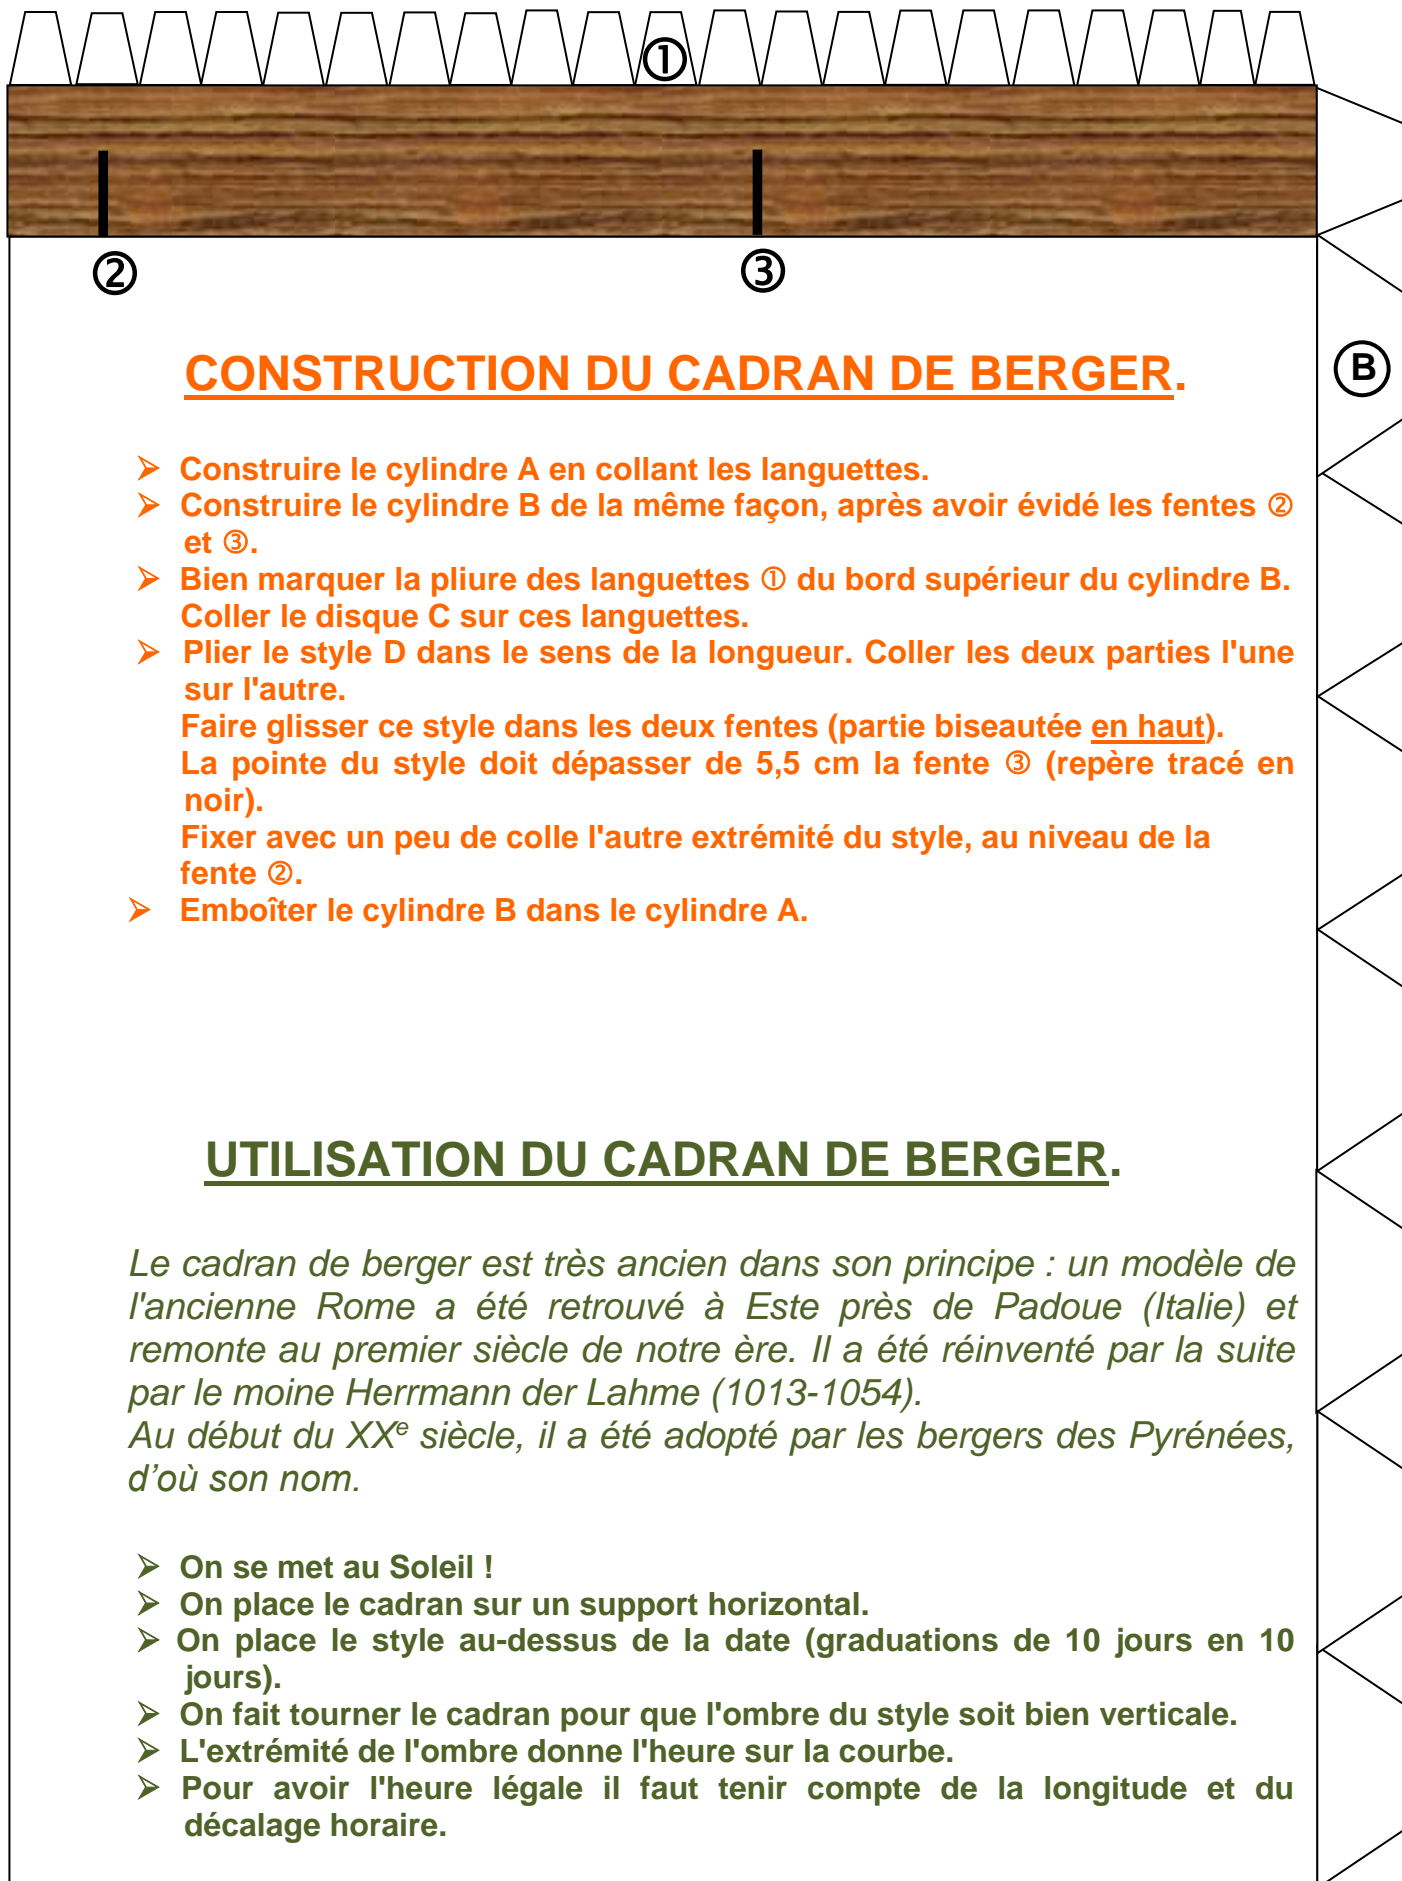 ①
② ③
CONSTRUCTION DU CADRAN DE BERGER.
B
➢ Construire le cylindre A en collant les languettes.
➢ Construire le cylindre B de la même façon, après avoir évidé les fentes ②
et ③.
➢ Bien marquer la pliure des languettes ① du bord supérieur du cylindre B.
Coller le disque C sur ces languettes.
➢ Plier le style D dans le sens de la longueur. Coller les deux parties l'une
sur l'autre.
Faire glisser ce style dans les deux fentes (partie biseautée en haut).
La pointe du style doit dépasser de 5,5 cm la fente ③ (repère tracé en
noir).
Fixer avec un peu de colle l'autre extrémité du style, au niveau de la
fente ②.
➢ Emboîter le cylindre B dans le cylindre A.
UTILISATION DU CADRAN DE BERGER.
Le cadran de berger est très ancien dans son principe : un modèle de
l'ancienne Rome a été retrouvé à Este près de Padoue (Italie) et
remonte au premier siècle de notre ère. Il a été réinventé par la suite
par le moine Herrmann der Lahme (1013-1054).
Au début du XXe siècle, il a été adopté par les bergers des Pyrénées,
d’où son nom.
➢ On se met au Soleil !
➢ On place le cadran sur un support horizontal.
➢ On place le style au-dessus de la date (graduations de 10 jours en 10
jours).
➢ On fait tourner le cadran pour que l'ombre du style soit bien verticale.
➢ L'extrémité de l'ombre donne l'heure sur la courbe.
➢ Pour avoir l'heure légale il faut tenir compte de la longitude et du
décalage horaire.